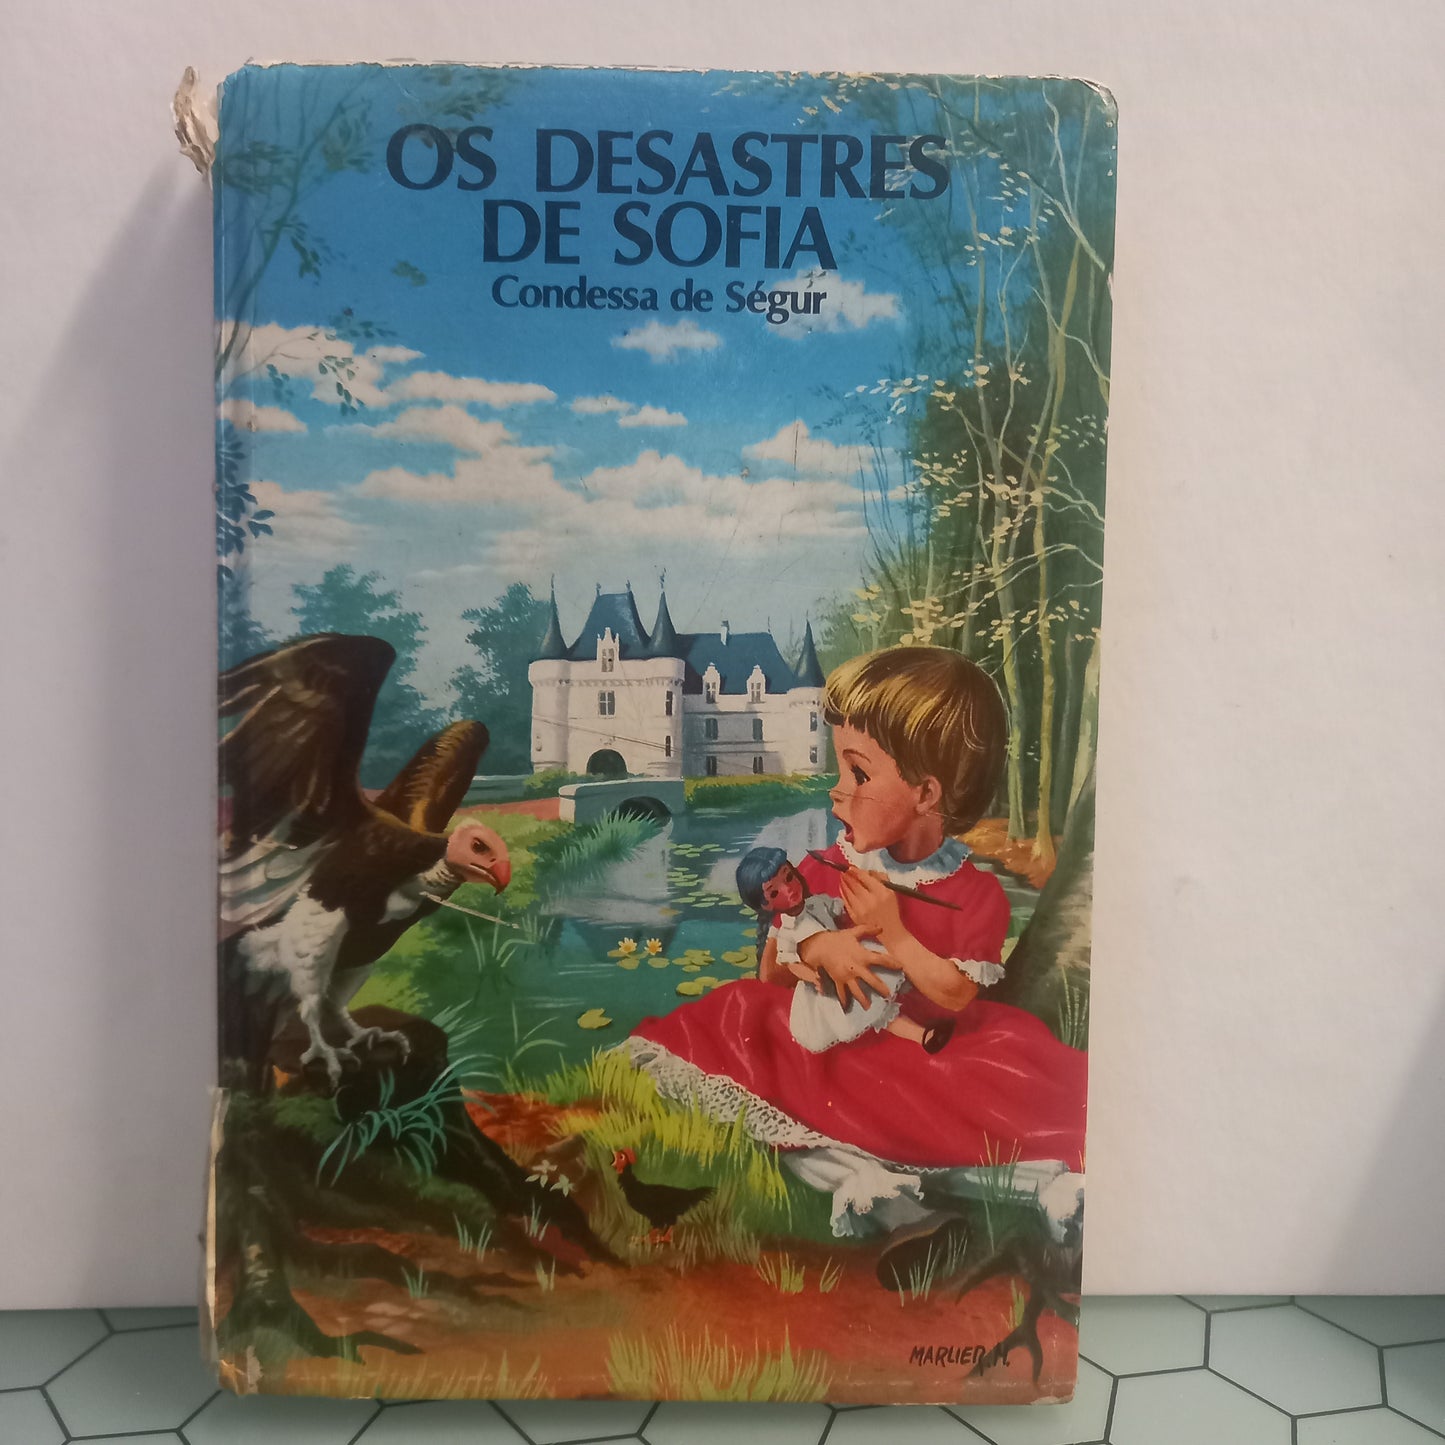 OS DESASTRES
DE SOFIA
Condessa de Ségur
MARLIER.M.